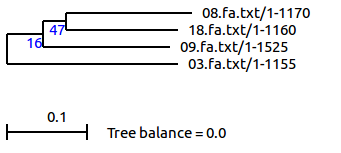 08.fa.txt/1-1170
47
18.fa.txt/1-1160
16
09.fa.txt/1-1525
03.fa.txt/1-1155
0.1
Tree balance = 0.0